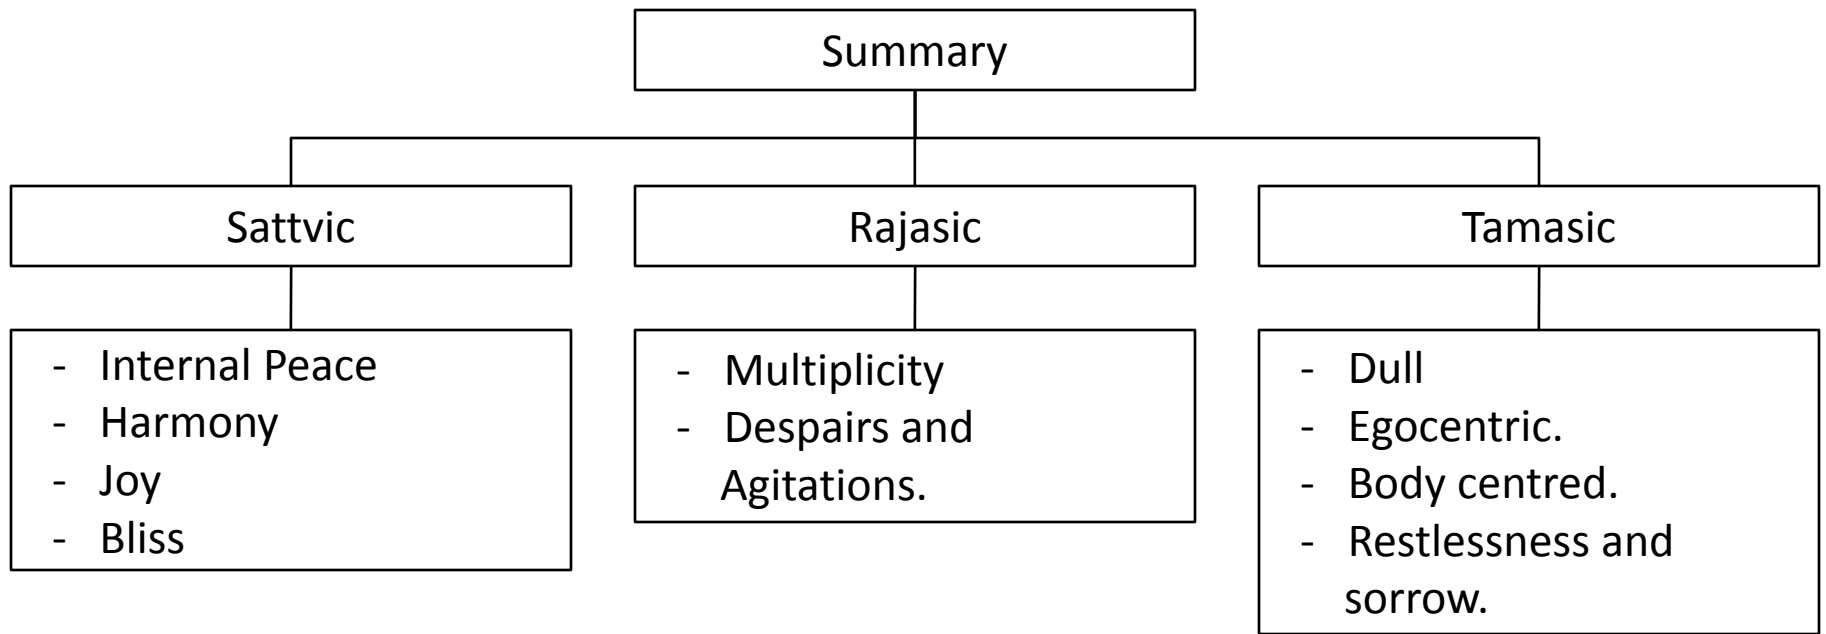 Summary
Sattvic
Rajasic
Tamasic
- Internal Peace
- Harmony
- Joy
- Bliss
- Multiplicity
- Despairs and
Agitations.
- Dull
- Egocentric.
- Body centred.
- Restlessness and
sorrow.